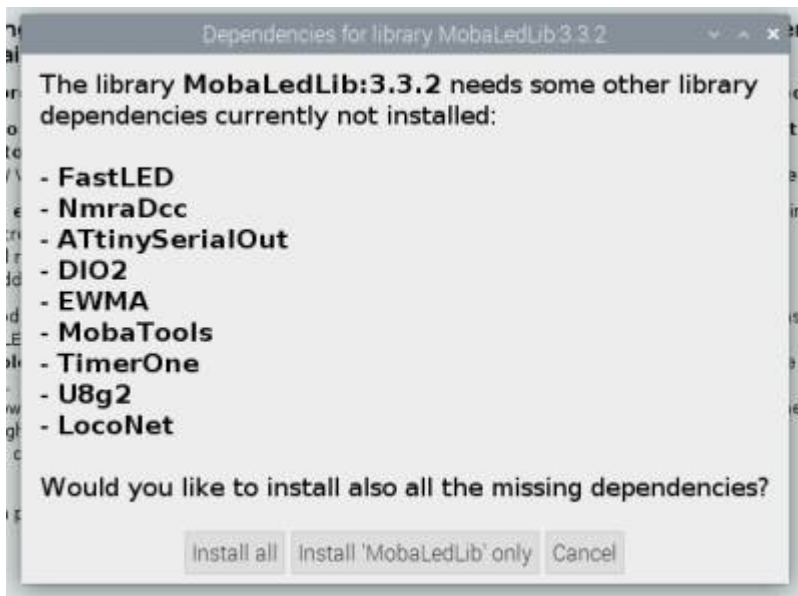 Dependencies for library MobaLedLib:3.3.2
The library MobaLedLib:3.3.2 needs some other library
dependencies currently not installed:
- FastLED
- NmraDcc
- ATtinySerialOut
- DIO2
- EWMA
- MobaTools
- TimerOne
- U8g2
- LocoNet
Would you like to install also all the missing dependencies?
Install all
Install 'MobaLedLib' only
Cancel